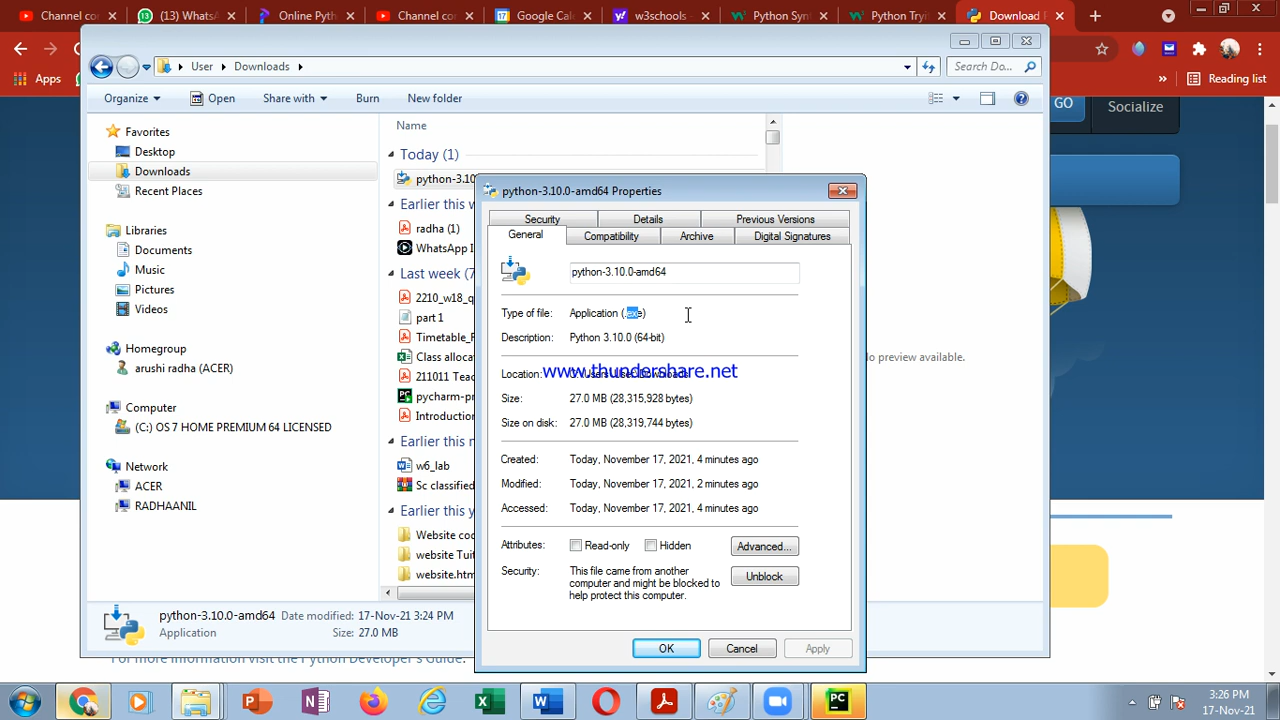 Channel co
(13) Whats
Online Pyth
Channel co
Google Cal
w3schools -
Python Syn
Python Tryi
Download P
Apps
Reading list
GO
Socialize
User
Downloads
Search Do...
Organize
Open
Share with
Burn
New folder
Favorites
Desktop
Downloads
Recent Places
Libraries
Documents
Music
Pictures
Videos
Homegroup
arushi radha (ACER)
Computer
(C:) OS 7 HOME PREMIUM 64 LICENSED
Network
ACER
RADHAANIL
Name
Today (1)
python-3.10
Earlier this w
radha (1)
WhatsApp I
Last week (7
2210_w18_q
part 1
Timetable_F
Class allocat
211011 Teac
pycharm-pr
Introduction
Earlier this m
w6_lab
Sc classified
Earlier this y
Website cod
website Tuit
website.htm
o preview available.
python-3.10.0-amd64 Properties
Security
Details
Previous Versions
General
Compatibility
Archive
Digital Signatures
python-3.10.0-amd64
Type of file: Application (.exe)
Description: Python 3.10.0 (64-bit)
Location: C:\Users\User\Downloads
www.thundershare.net
Size: 27.0 MB (28,315,928 bytes)
Size on disk: 27.0 MB (28,319,744 bytes)
Created: Today, November 17, 2021, 4 minutes ago
Modified: Today, November 17, 2021, 2 minutes ago
Accessed: Today, November 17, 2021, 4 minutes ago
Attributes: Read-only Hidden Advanced...
Security: This file came from another
computer and might be blocked to
help protect this computer.
Unblock
OK
Cancel
Apply
python-3.10.0-amd64 Date modified: 17-Nov-21 3:24 PM
Application Size: 27.0 MB
For more information visit the Python Developer's Guide.
3:26 PM
17-Nov-21